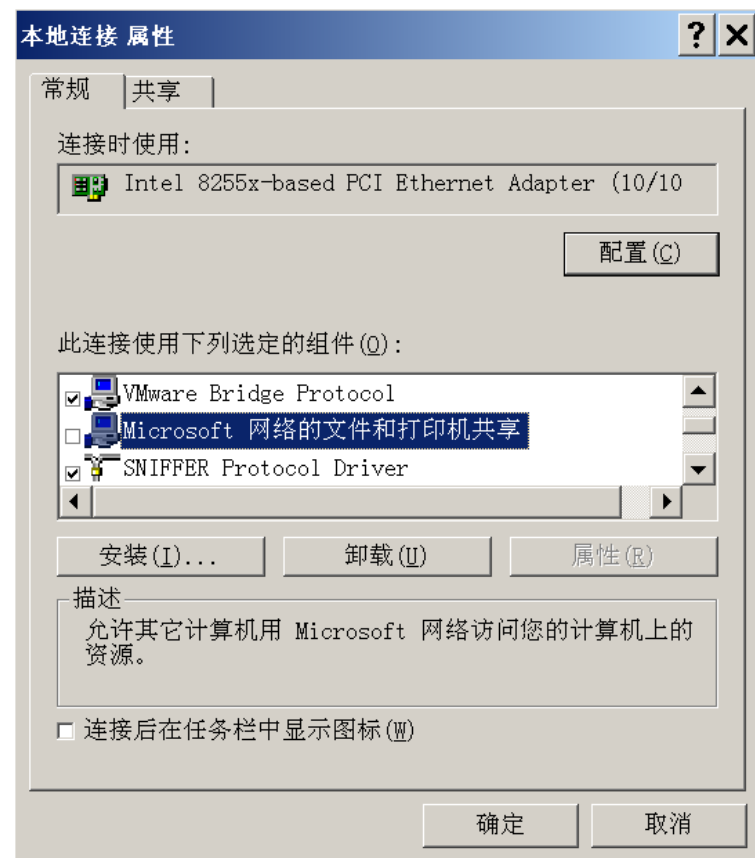 本地连接 属性
常规
共享
连接时使用:
Intel 8255x-based PCI Ethernet Adapter (10/10
配置(C)
此连接使用下列选定的组件(O):
VMware Bridge Protocol
Microsoft 网络的文件和打印机共享
SNIFFER Protocol Driver
安装(I)...
卸载(U)
属性(R)
描述
允许其它计算机用 Microsoft 网络访问您的计算机上的
资源。
连接后在任务栏中显示图标(W)
确定
取消